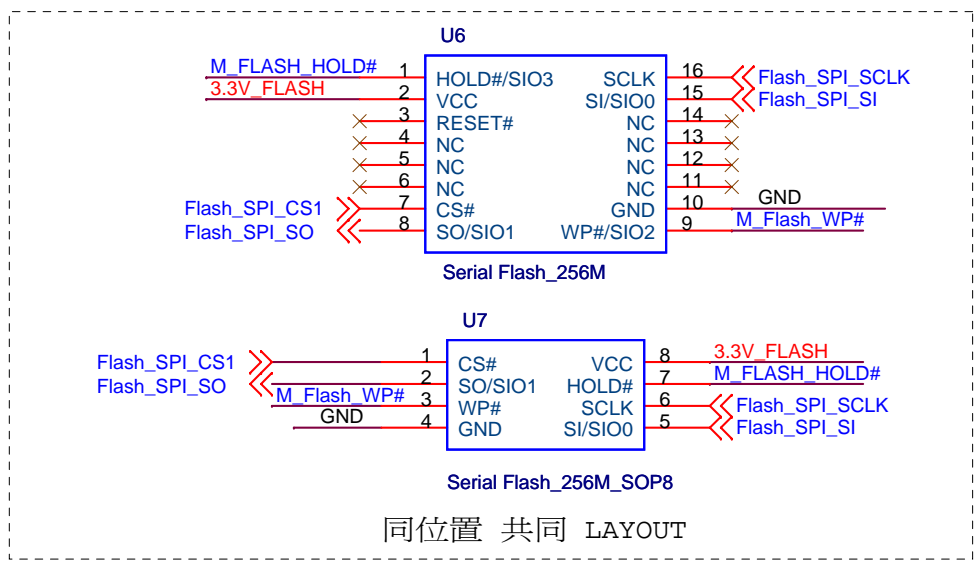 U6
M_FLASH_HOLD# 1 HOLD#/SIO3 SCLK 16 Flash_SPI_SCLK
3.3V_FLASH 2 VCC SI/SIO0 15 Flash_SPI_SI
3 RESET# NC 14
4 NC NC 13
5 NC NC 12
6 NC NC 11
Flash_SPI_CS1 7 CS# GND 10 GND
Flash_SPI_SO 8 SO/SIO1 WP#/SIO2 9 M_Flash_WP#
Serial Flash_256M
U7
Flash_SPI_CS1 1 CS# VCC 8 3.3V_FLASH
Flash_SPI_SO 2 SO/SIO1 HOLD# 7 M_FLASH_HOLD#
M_Flash_WP# 3 WP# SCLK 6 Flash_SPI_SCLK
GND 4 GND SI/SIO0 5 Flash_SPI_SI
Serial Flash_256M_SOP8
同位置 共同 LAYOUT